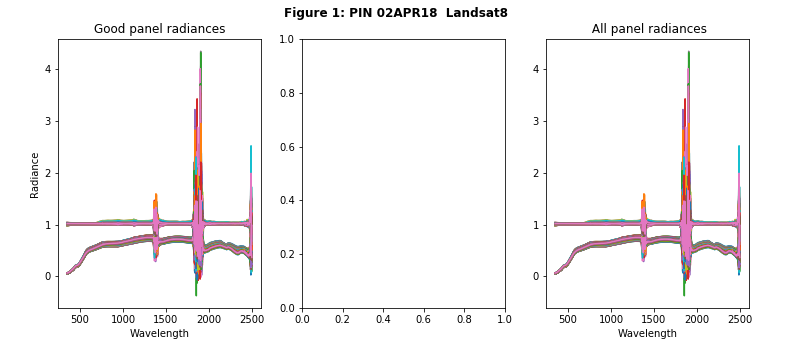 Figure 1: PIN 02APR18 Landsat8
Good panel radiances
All panel radiances
Radiance
4
3
2
1
0
500 1000 1500 2000 2500
Wavelength
1.0
0.8
0.6
0.4
0.2
0.0
0.0 0.2 0.4 0.6 0.8 1.0
4
3
2
1
0
500 1000 1500 2000 2500
Wavelength